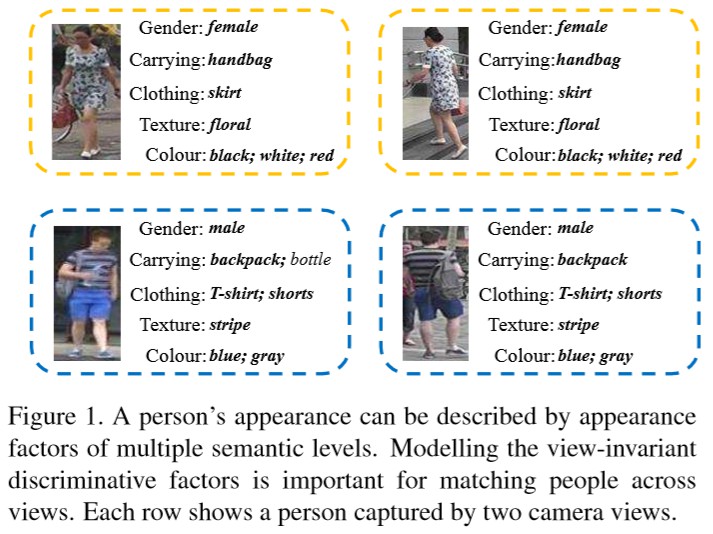 Gender: female
Carrying: handbag
Clothing: skirt
Texture: floral
Colour: black; white; red
Gender: female
Carrying: handbag
Clothing: skirt
Texture: floral
Colour: black; white; red
Gender: male
Carrying: backpack; bottle
Clothing: T-shirt; shorts
Texture: stripe
Colour: blue; gray
Gender: male
Carrying: backpack
Clothing: T-shirt; shorts
Texture: stripe
Colour: blue; gray
Figure 1. A person's appearance can be described by appearance
factors of multiple semantic levels. Modelling the view-invariant
discriminative factors is important for matching people across
views. Each row shows a person captured by two camera views.